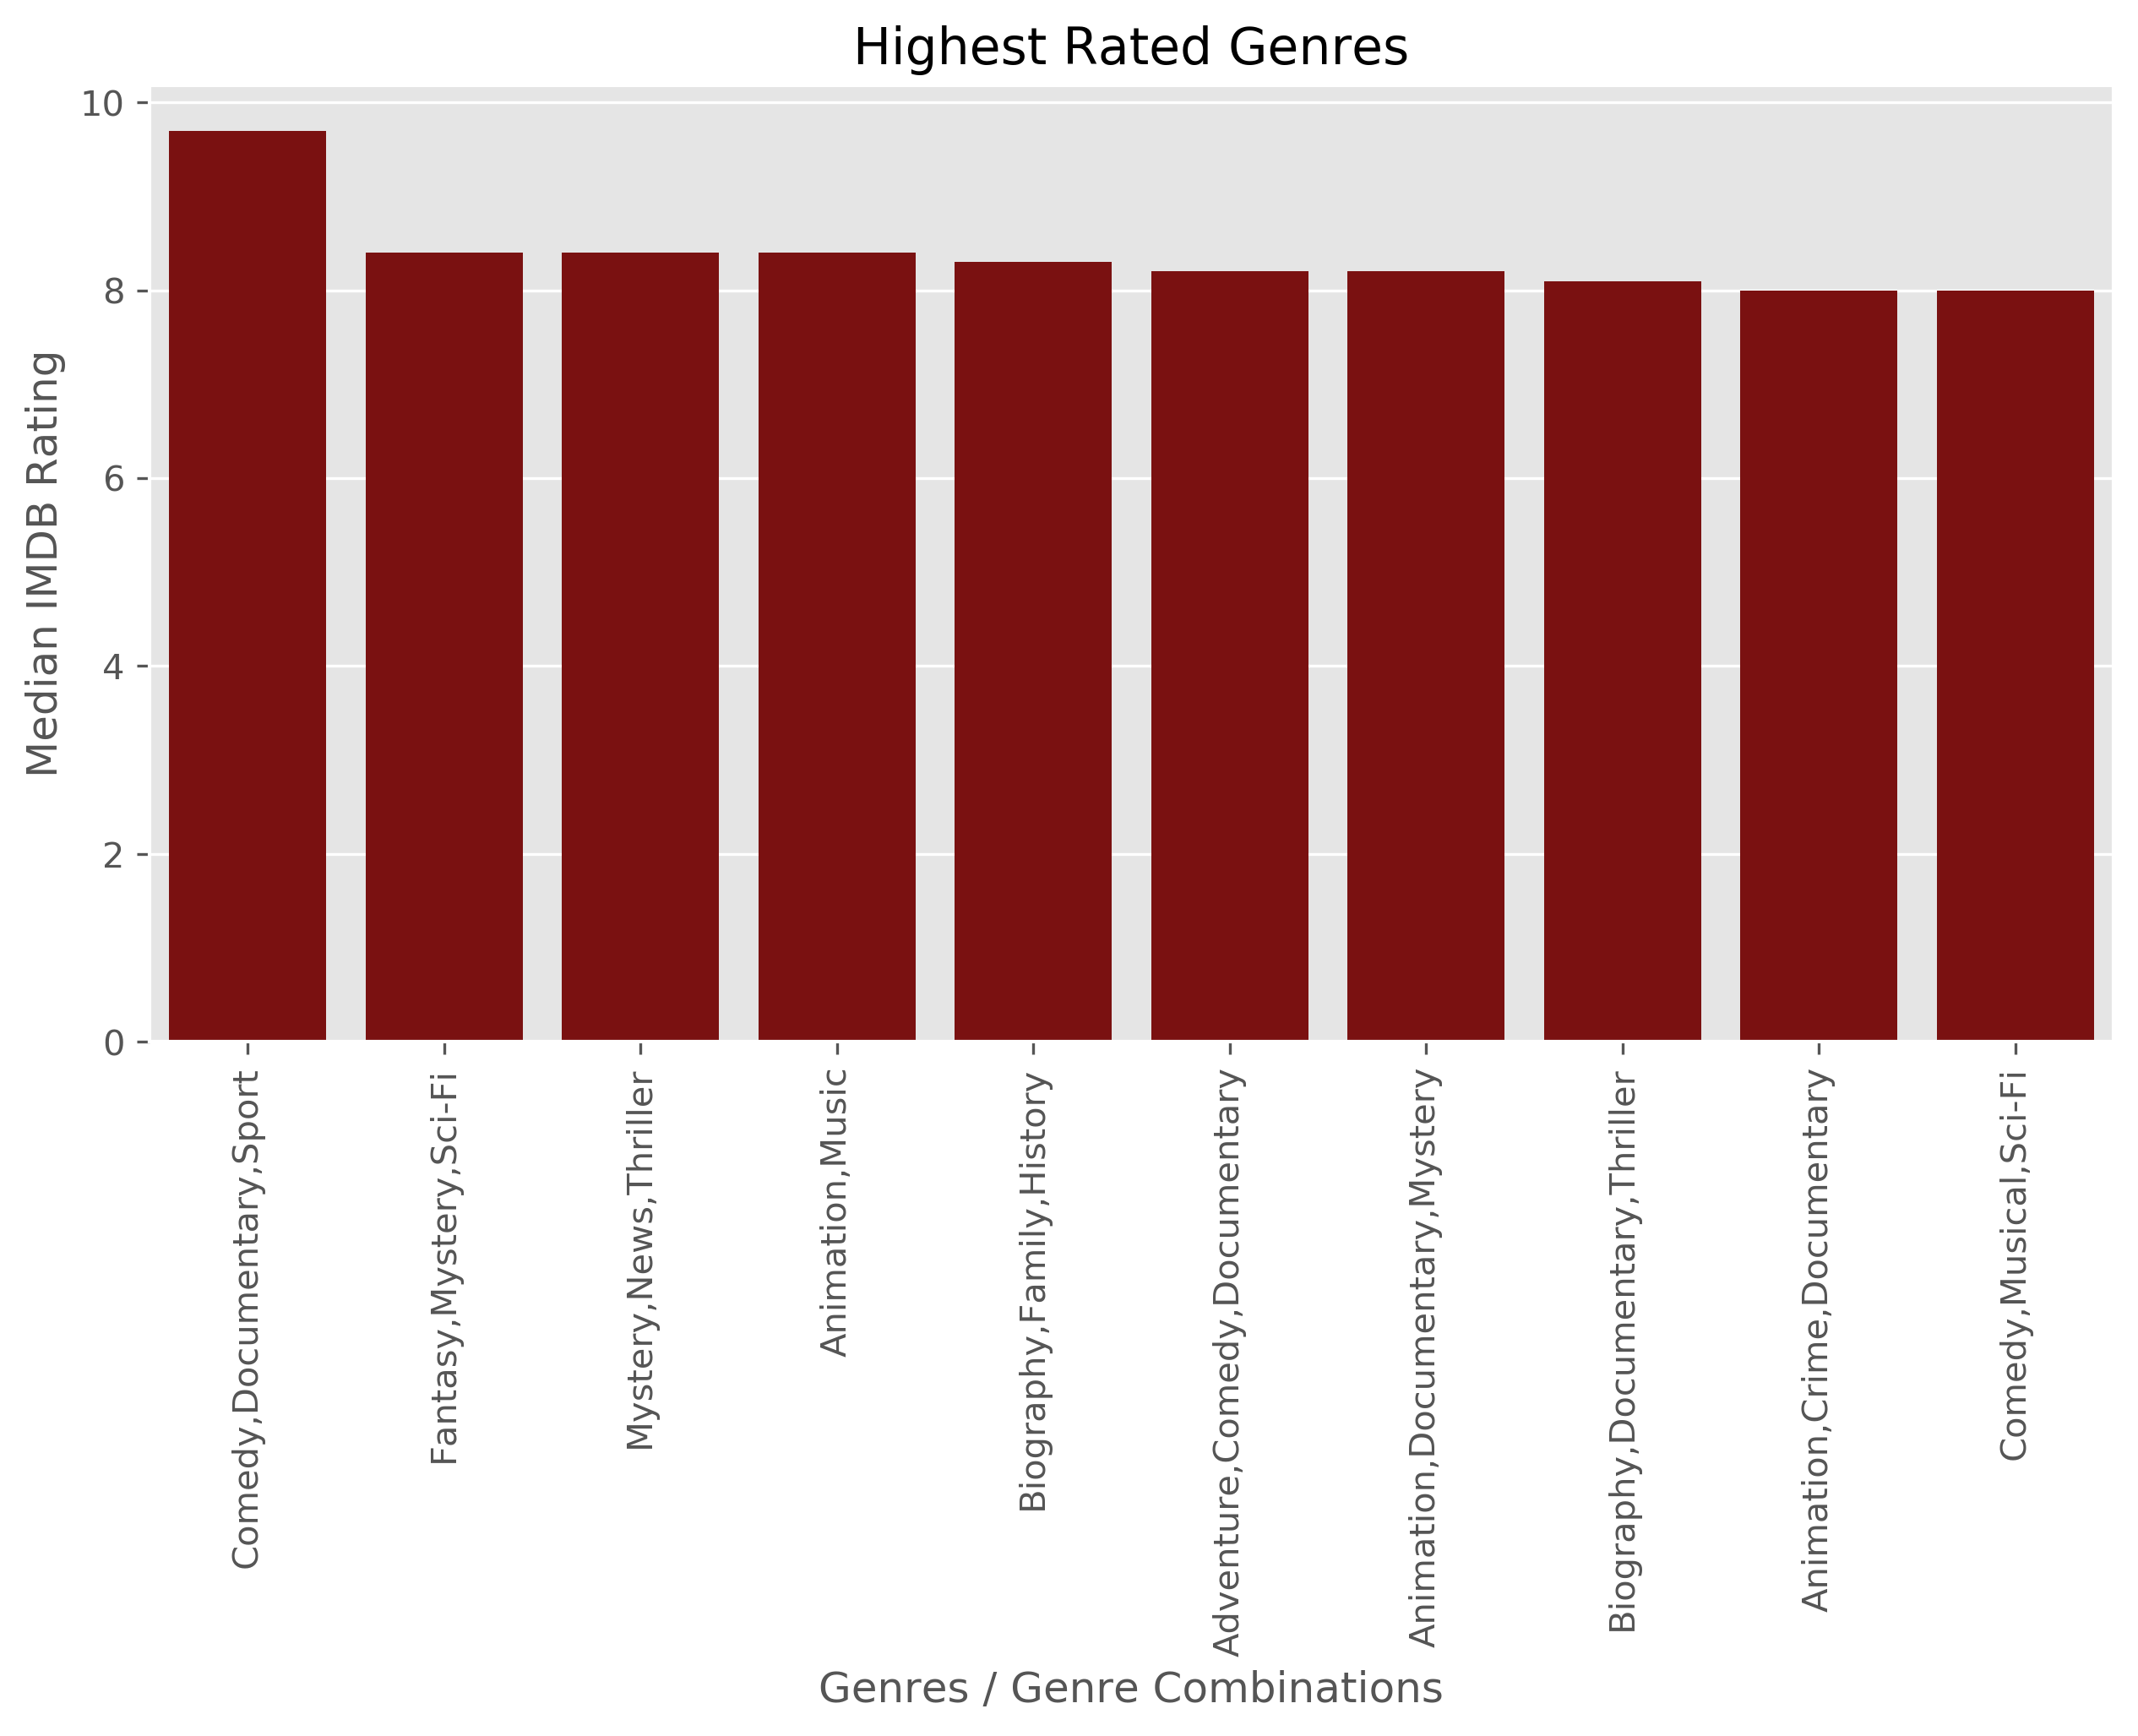 Highest Rated Genres
Median IMDB Rating
10
8
6
4
2
0
Comedy,Documentary,Sport
Fantasy,Mystery,Sci-Fi
Mystery,News,Thriller
Animation,Music
Biography,Family,History
Adventure,Comedy,Documentary
Animation,Documentary,Mystery
Biography,Documentary,Thriller
Animation,Crime,Documentary
Comedy,Musical,Sci-Fi
Genres / Genre Combinations